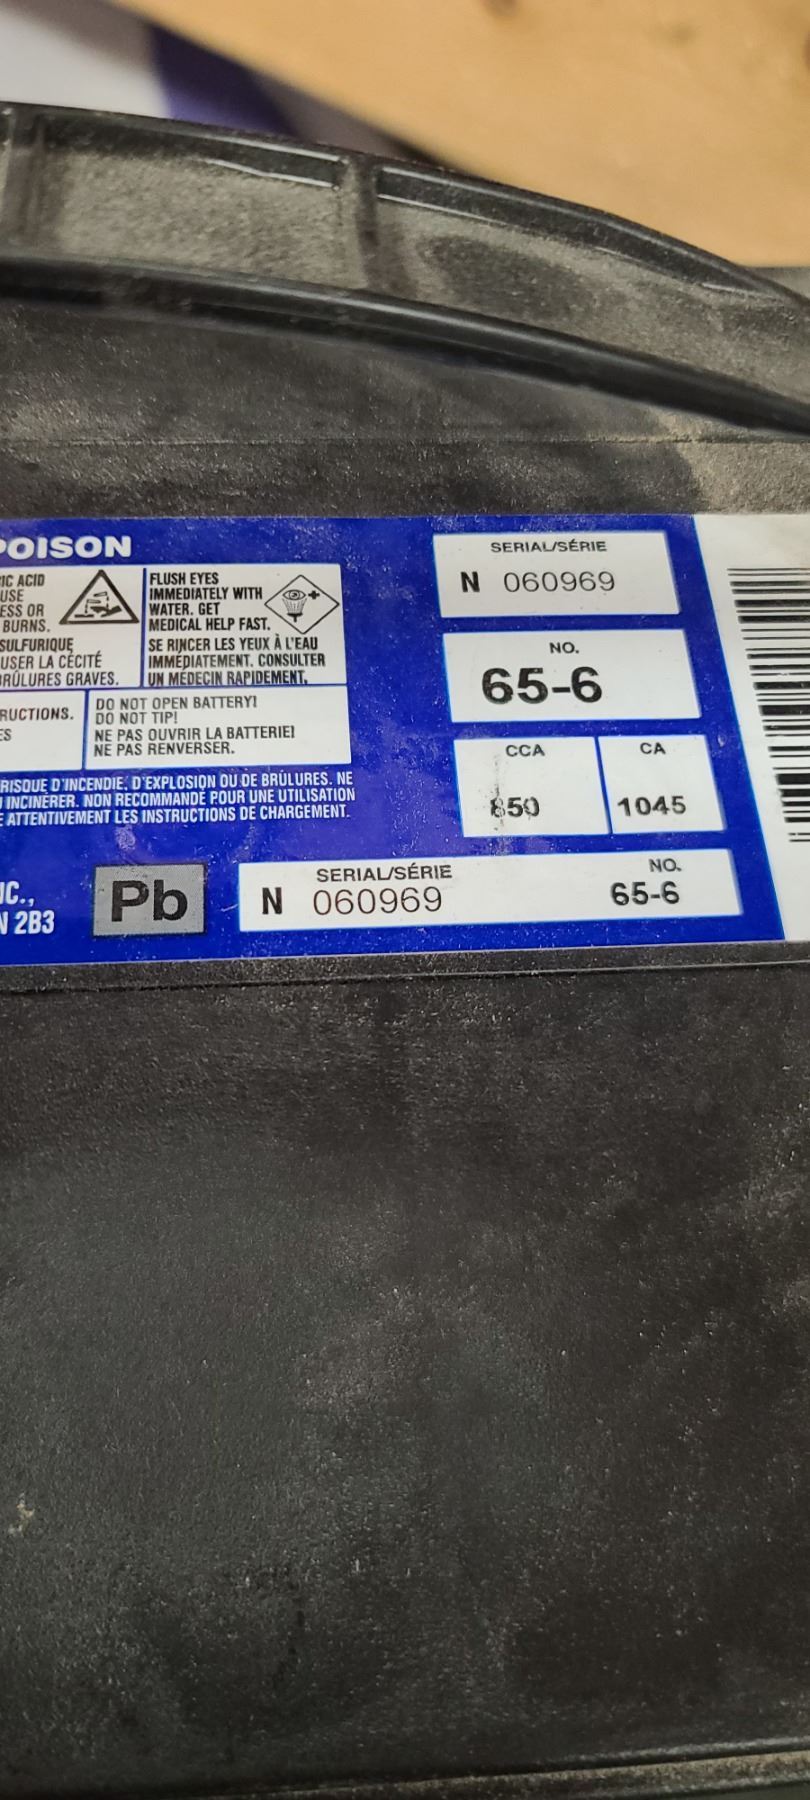 POISON
IC ACID
USE
ESS OR
BURNS.
SULFURIQUE
USER LA CÉCITÉ
BRÛLURES GRAVES.
FLUSH EYES
IMMEDIATELY WITH
WATER. GET
MEDICAL HELP FAST.
SE RINCER LES YEUX À L'EAU
IMMÉDIATEMENT. CONSULTER
UN MÉDECIN RAPIDEMENT.
RUCTIONS.
ES
DO NOT OPEN BATTERY!
DO NOT TIP!
NE PAS OUVRIR LA BATTERIE!
NE PAS RENVERSER.
RISQUE D'INCENDIE, D'EXPLOSION OU DE BRÛLURES. NE
INCINÉRER. NON RECOMMANDÉ POUR UNE UTILISATION
ATTENTIVEMENT LES INSTRUCTIONS DE CHARGEMENT.
C.,
N 2B3
Pb
SERIAL/SÉRIE
N 060969
NO.
65-6
CCA
850
CA
1045
SERIAL/SÉRIE NO.
N 060969 65-6